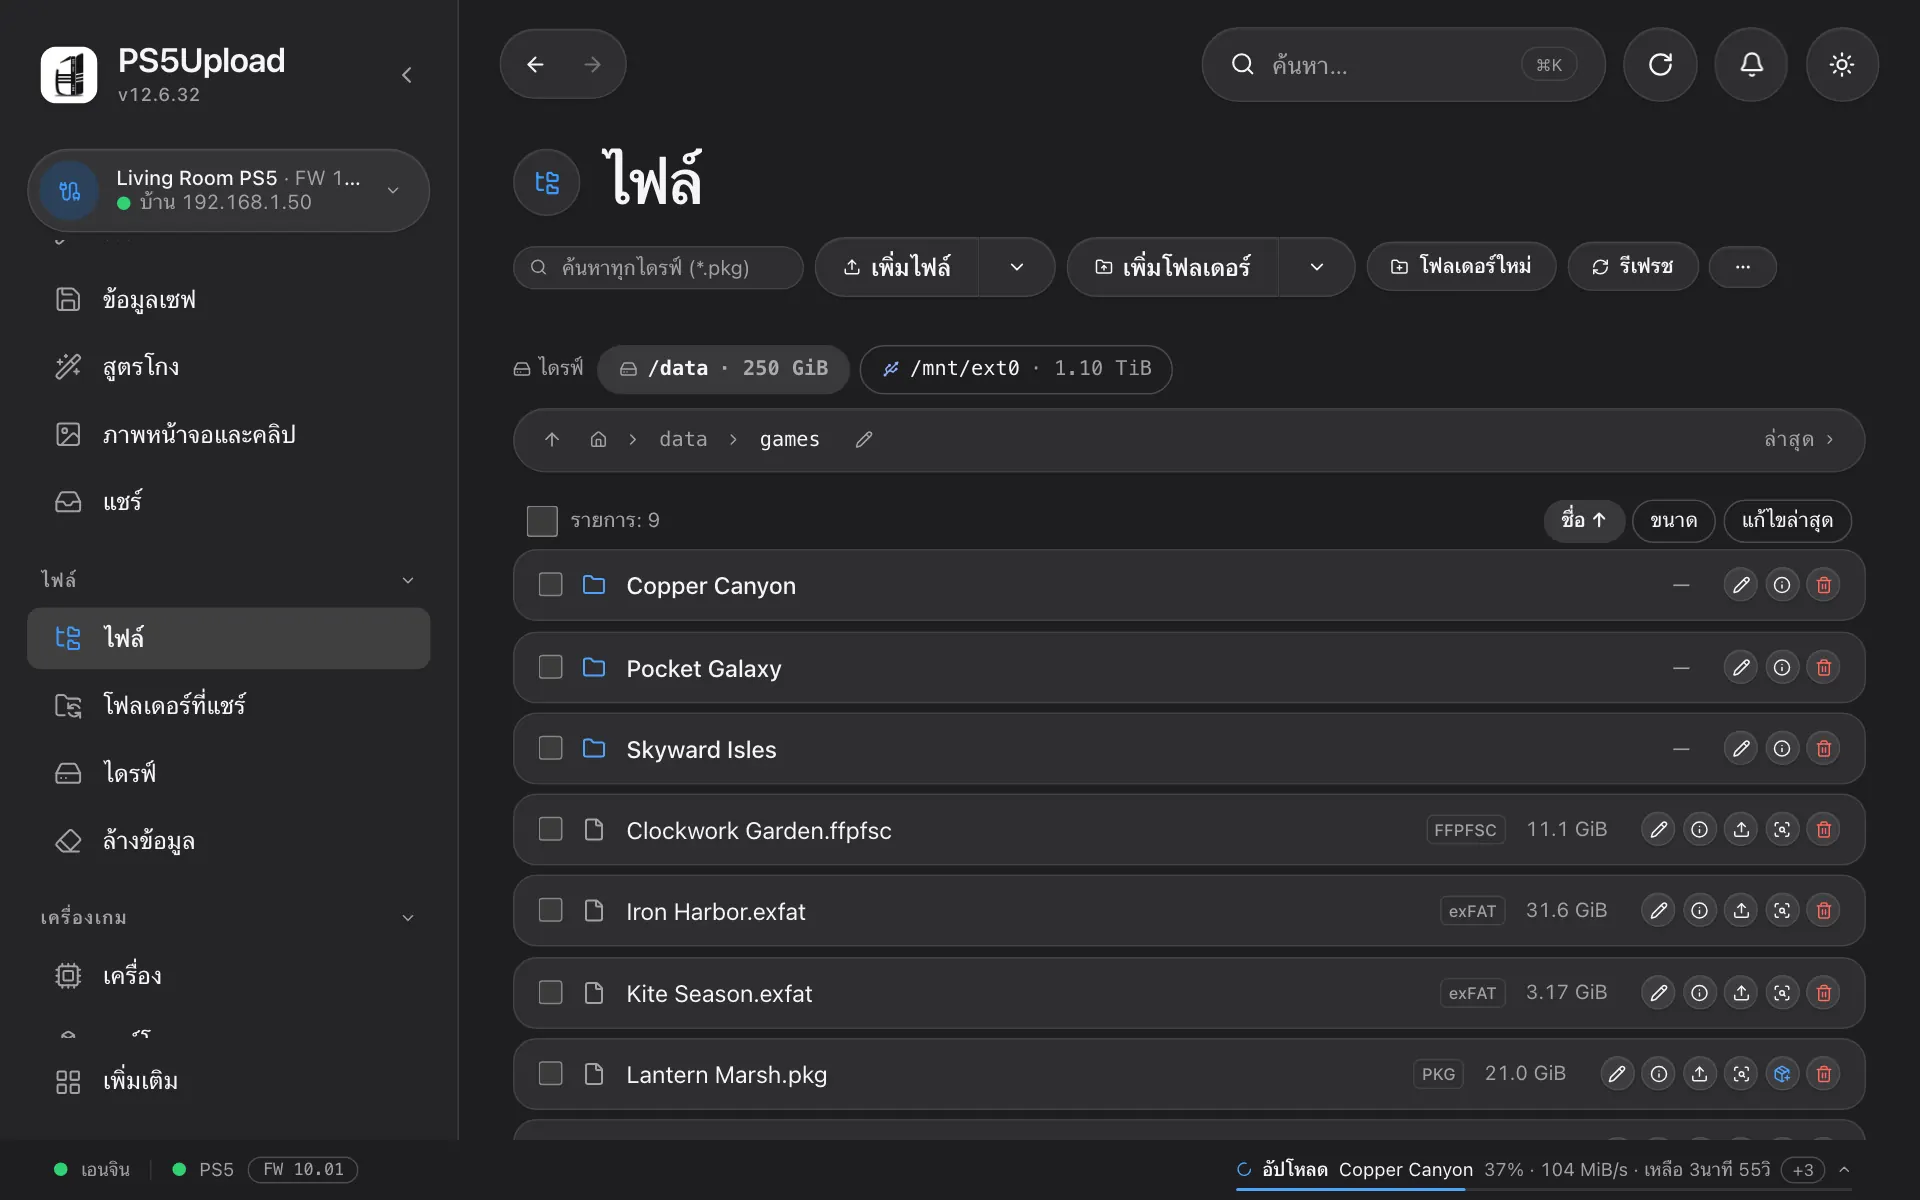 PS5Upload
v12.6.32
Living Room PS5 · FW 1...
บ้าน 192.168.1.50
ข้อมูลเซฟ
สูตรโกง
ภาพหน้าจอและคลิป
แชร์
ไฟล์
ไฟล์
โฟลเดอร์ที่แชร์
ไดรฟ์
ล้างข้อมูล
เครื่องเกม
เครื่อง
เพิ่มเติม
ค้นหา... ⌘K
ไฟล์
ค้นหาทุกไดรฟ์ (*.pkg)
เพิ่มไฟล์
เพิ่มโฟลเดอร์
โฟลเดอร์ใหม่
รีเฟรช
ไดรฟ์ /data · 250 GiB /mnt/ext0 · 1.10 TiB
data > games ล่าสุด
รายการ: 9 ชื่อ ↑ ขนาด แก้ไขล่าสุด
Copper Canyon —
Pocket Galaxy —
Skyward Isles —
Clockwork Garden.ffpfsc FFPFSC 11.1 GiB
Iron Harbor.exfat exFAT 31.6 GiB
Kite Season.exfat exFAT 3.17 GiB
Lantern Marsh.pkg PKG 21.0 GiB
เอนจิน PS5 FW 10.01
อัปโหลด Copper Canyon 37% · 104 MiB/s · เหลือ 3นาที 55วิ +3